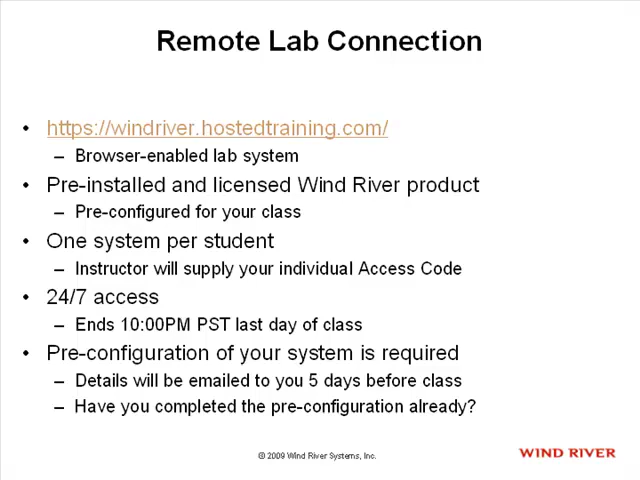 Remote Lab Connection
• https://windriver.hostedtraining.com/
– Browser-enabled lab system
• Pre-installed and licensed Wind River product
– Pre-configured for your class
• One system per student
– Instructor will supply your individual Access Code
• 24/7 access
– Ends 10:00PM PST last day of class
• Pre-configuration of your system is required
– Details will be emailed to you 5 days before class
– Have you completed the pre-configuration already?
© 2009 Wind River Systems, Inc.
WIND RIVER